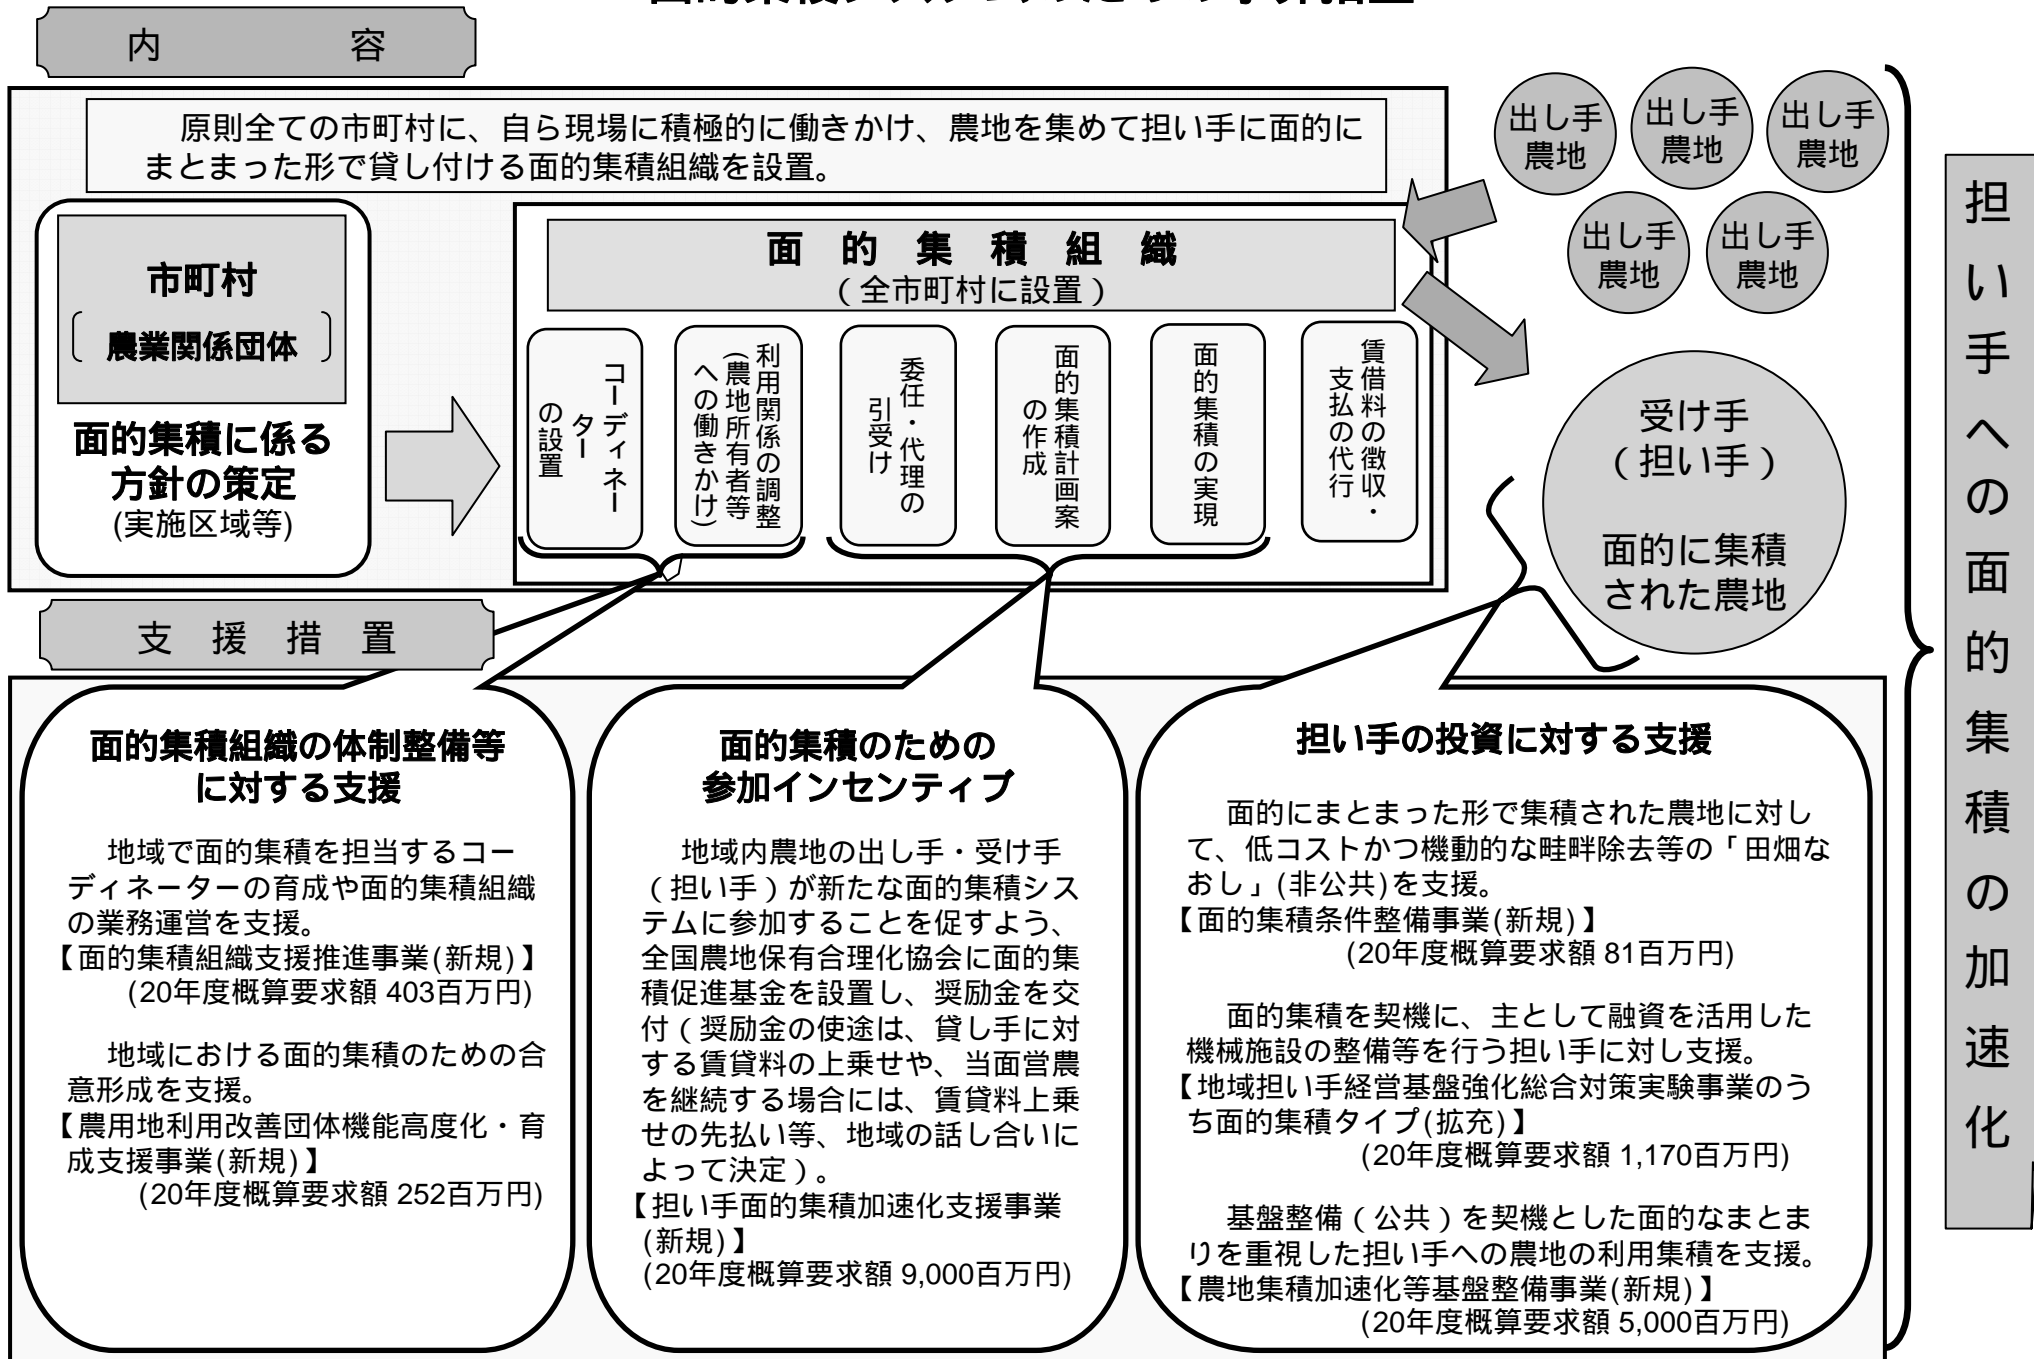 内　　容
原則全ての市町村に、自ら現場に積極的に働きかけ、農地を集めて担い手に面的に
まとまった形で貸し付ける面的集積組織を設置。
市町村
農業関係団体
面的集積に係る
方針の策定
(実施区域等)
面 的 集 積 組 織
（全市町村に設置）
コーディネー
ター
の設置
利用関係の調整
(農地所有者等
への働きかけ)
委任・代理の
引受け
面的集積計画案
の作成
面的集積の実現
賃借料の徴収・
支払の代行
出し手
農地
出し手
農地
出し手
農地
出し手
農地
出し手
農地
受け手
（担い手）
面的に集積
された農地
担い手への面的集積の加速化
支 援 措 置
面的集積組織の体制整備等
に対する支援
地域で面的集積を担当するコー
ディネーターの育成や面的集積組織
の業務運営を支援。
【面的集積組織支援推進事業(新規)】
(20年度概算要求額 403百万円)
地域における面的集積のための合
意形成を支援。
【農用地利用改善団体機能高度化・育
成支援事業(新規)】
(20年度概算要求額 252百万円)
面的集積のための
参加インセンティブ
地域内農地の出し手・受け手
（担い手）が新たな面的集積シス
テムに参加することを促すよう、
全国農地保有合理化協会に面的集
積促進基金を設置し、奨励金を交
付（奨励金の使途は、貸し手に対
する賃貸料の上乗せや、当面営農
を継続する場合には、賃貸料上乗
せの先払い等、地域の話し合いに
よって決定）。
【担い手面的集積加速化支援事業
(新規)】
(20年度概算要求額 9,000百万円)
担い手の投資に対する支援
面的にまとまった形で集積された農地に対し
て、低コストかつ機動的な畦畔除去等の「田畑な
おし」(非公共)を支援。
【面的集積条件整備事業(新規)】
(20年度概算要求額 81百万円)
面的集積を契機に、主として融資を活用した
機械施設の整備等を行う担い手に対し支援。
【地域担い手経営基盤強化総合対策実験事業のう
ち面的集積タイプ(拡充)】
(20年度概算要求額 1,170百万円)
基盤整備（公共）を契機とした面的なまとま
りを重視した担い手への農地の利用集積を支援。
【農地集積加速化等基盤整備事業(新規)】
(20年度概算要求額 5,000百万円)